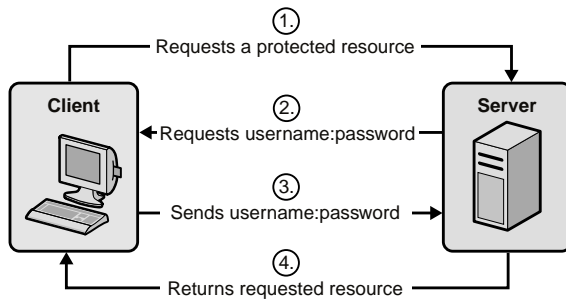 1.
Requests a protected resource
Client
Server
2.
Requests username:password
3.
Sends username:password
4.
Returns requested resource